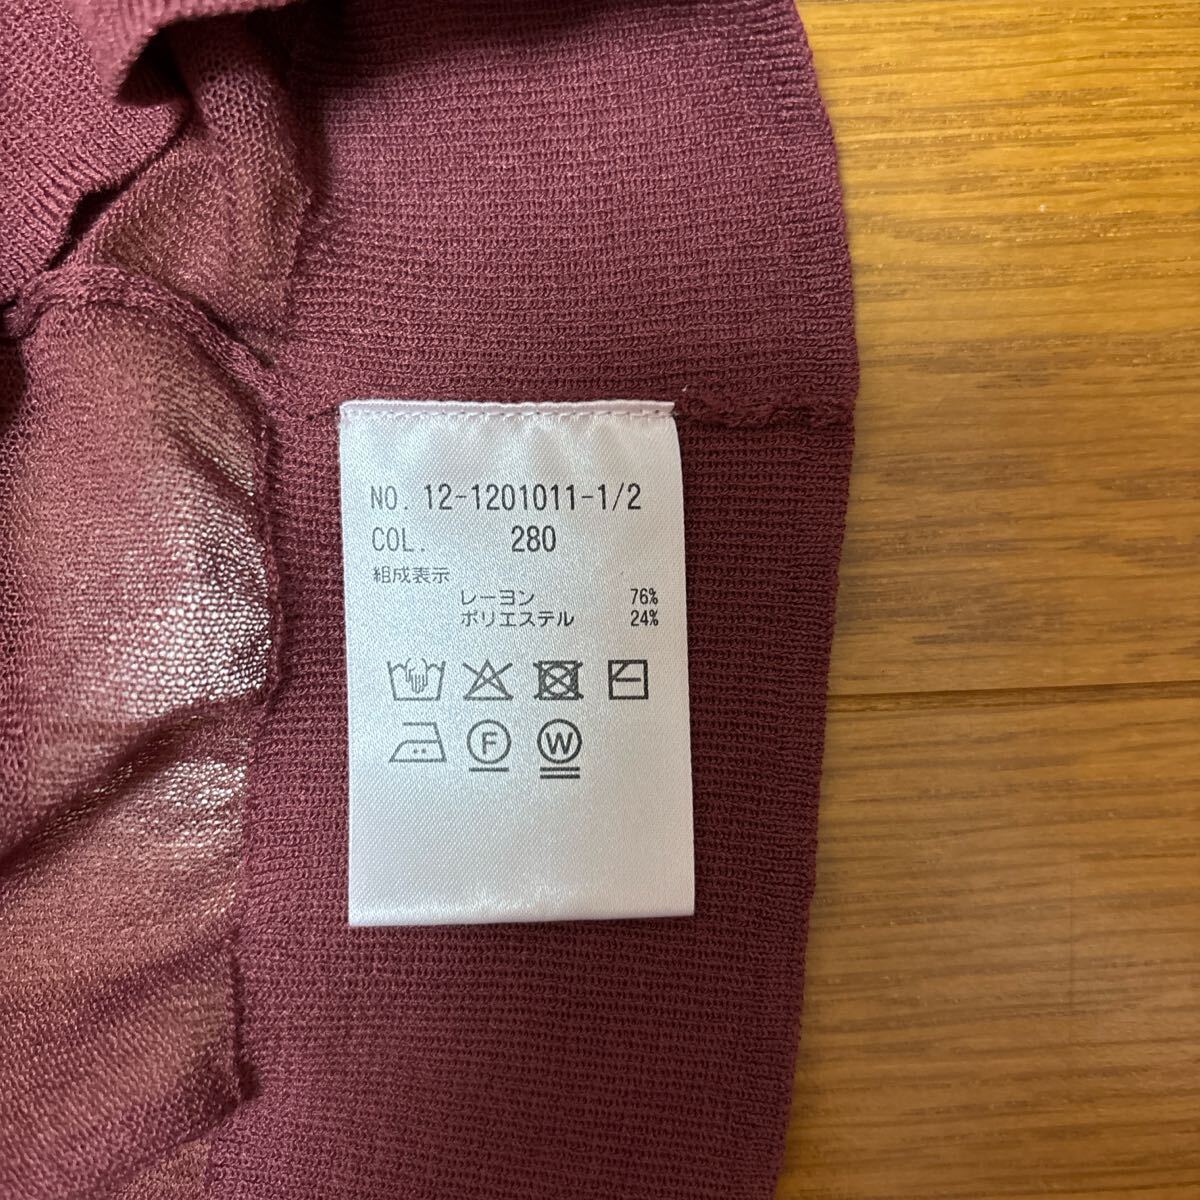 NO. 12-1201011-1/2
COL. 280
組成表示
レーヨン 76%
ポリエステル 24%
F W